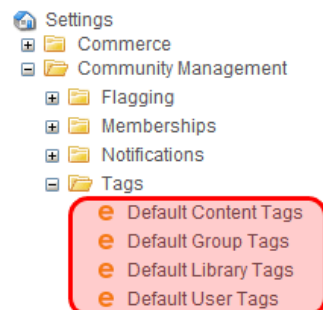 Settings
Commerce
Community Management
Flagging
Memberships
Notifications
Tags
Default Content Tags
Default Group Tags
Default Library Tags
Default User Tags